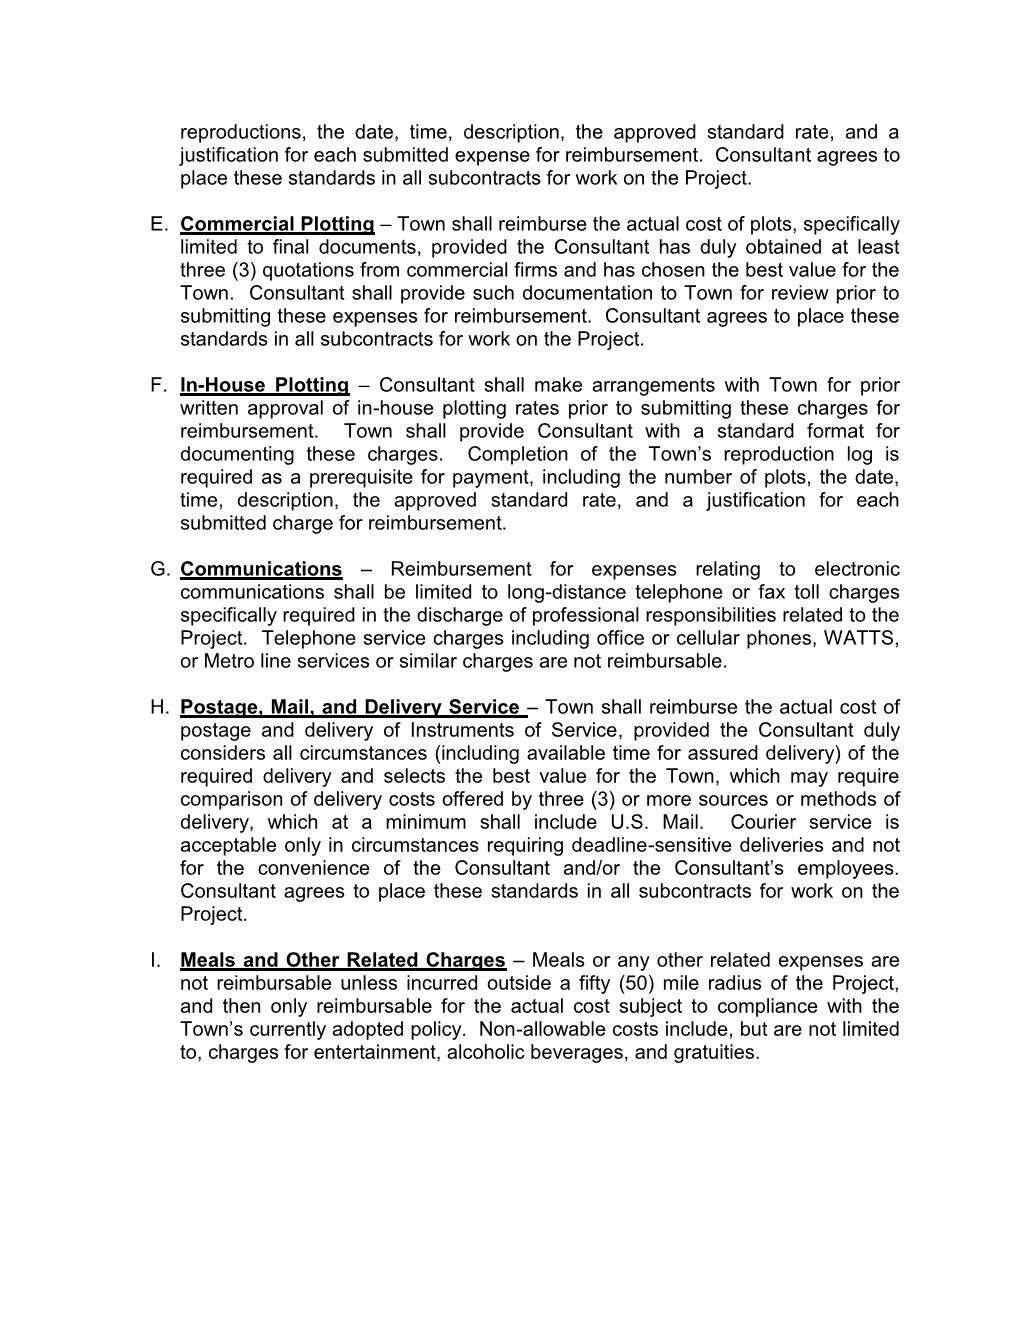 reproductions, the date, time, description, the approved standard rate, and a
justification for each submitted expense for reimbursement.  Consultant agrees to
place these standards in all subcontracts for work on the Project.
E. Commercial Plotting – Town shall reimburse the actual cost of plots, specifically
limited to final documents, provided the Consultant has duly obtained at least
three (3) quotations from commercial firms and has chosen the best value for the
Town.  Consultant shall provide such documentation to Town for review prior to
submitting these expenses for reimbursement.  Consultant agrees to place these
standards in all subcontracts for work on the Project.
F. In-House Plotting – Consultant shall make arrangements with Town for prior
written approval of in-house plotting rates prior to submitting these charges for
reimbursement.  Town shall provide Consultant with a standard format for
documenting these charges.  Completion of the Town’s reproduction log is
required as a prerequisite for payment, including the number of plots, the date,
time, description, the approved standard rate, and a justification for each
submitted charge for reimbursement.
G. Communications – Reimbursement for expenses relating to electronic
communications shall be limited to long-distance telephone or fax toll charges
specifically required in the discharge of professional responsibilities related to the
Project.  Telephone service charges including office or cellular phones, WATTS,
or Metro line services or similar charges are not reimbursable.
H. Postage, Mail, and Delivery Service – Town shall reimburse the actual cost of
postage and delivery of Instruments of Service, provided the Consultant duly
considers all circumstances (including available time for assured delivery) of the
required delivery and selects the best value for the Town, which may require
comparison of delivery costs offered by three (3) or more sources or methods of
delivery, which at a minimum shall include U.S. Mail.  Courier service is
acceptable only in circumstances requiring deadline-sensitive deliveries and not
for the convenience of the Consultant and/or the Consultant’s employees.
Consultant agrees to place these standards in all subcontracts for work on the
Project.
I. Meals and Other Related Charges – Meals or any other related expenses are
not reimbursable unless incurred outside a fifty (50) mile radius of the Project,
and then only reimbursable for the actual cost subject to compliance with the
Town’s currently adopted policy.  Non-allowable costs include, but are not limited
to, charges for entertainment, alcoholic beverages, and gratuities.